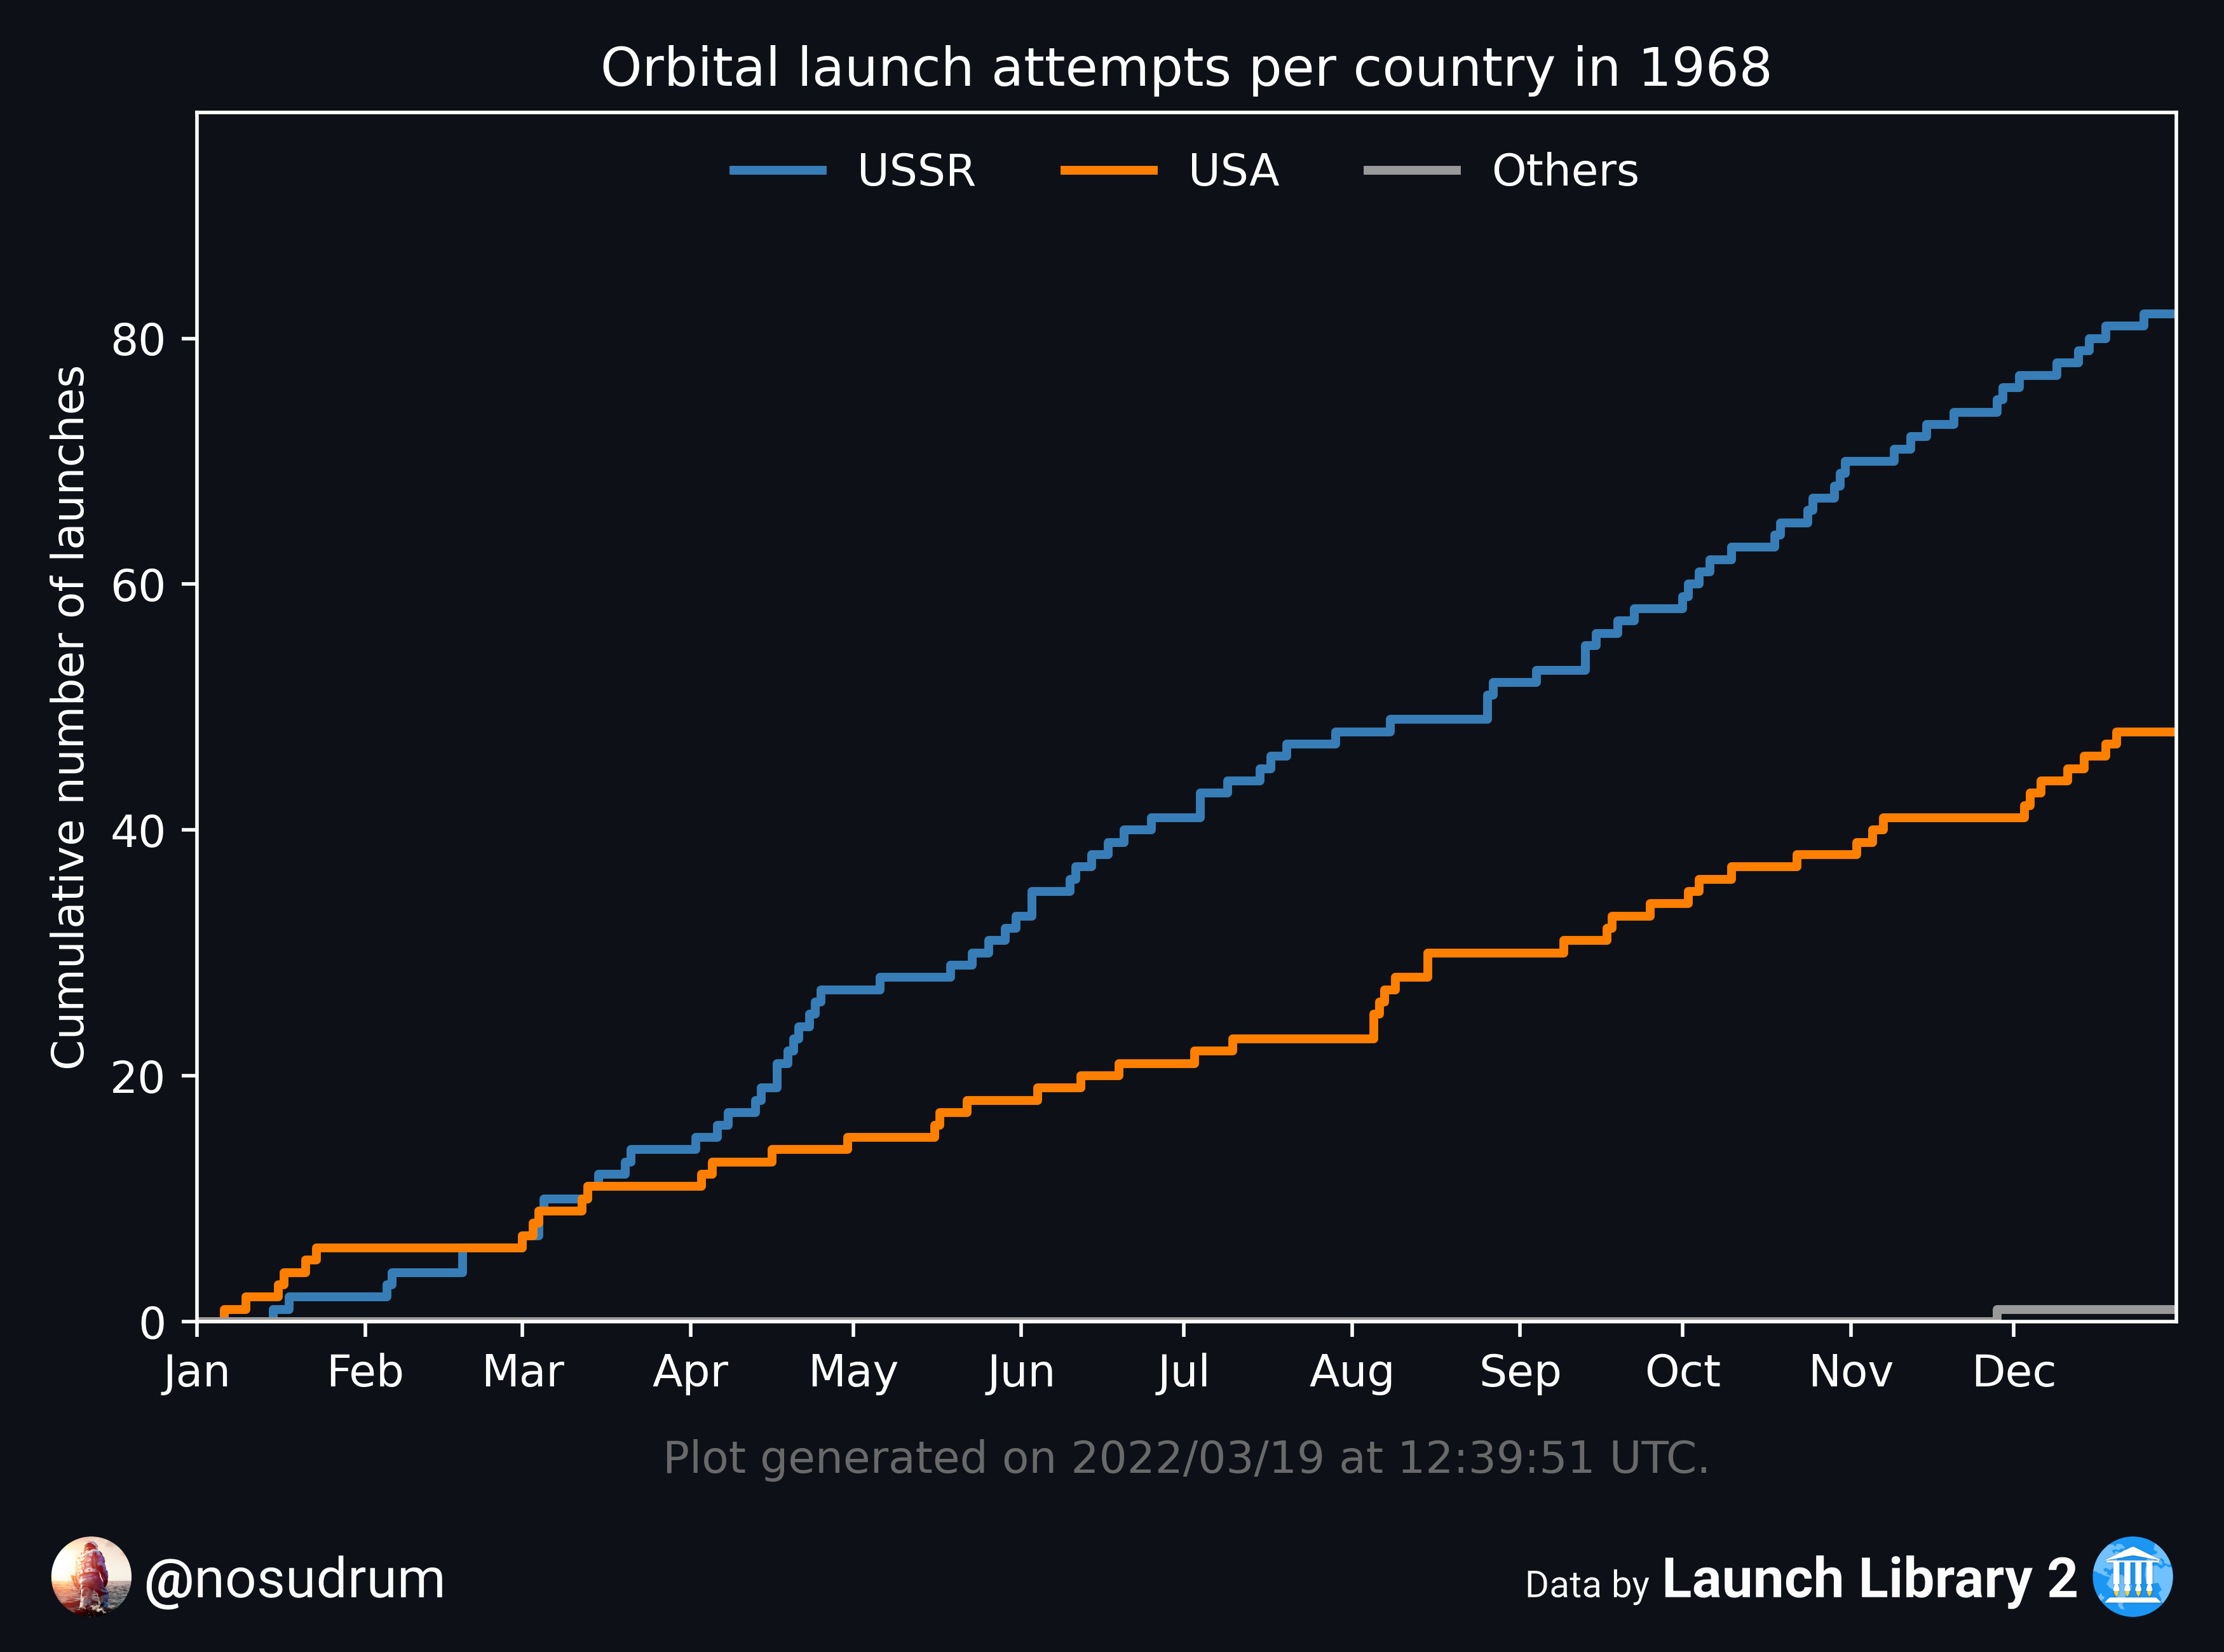 Orbital launch attempts per country in 1968
USSR USA Others
Cumulative number of launches
80
60
40
20
0
Jan Feb Mar Apr May Jun Jul Aug Sep Oct Nov Dec
Plot generated on 2022/03/19 at 12:39:51 UTC.
@nosudrum
Data by Launch Library 2